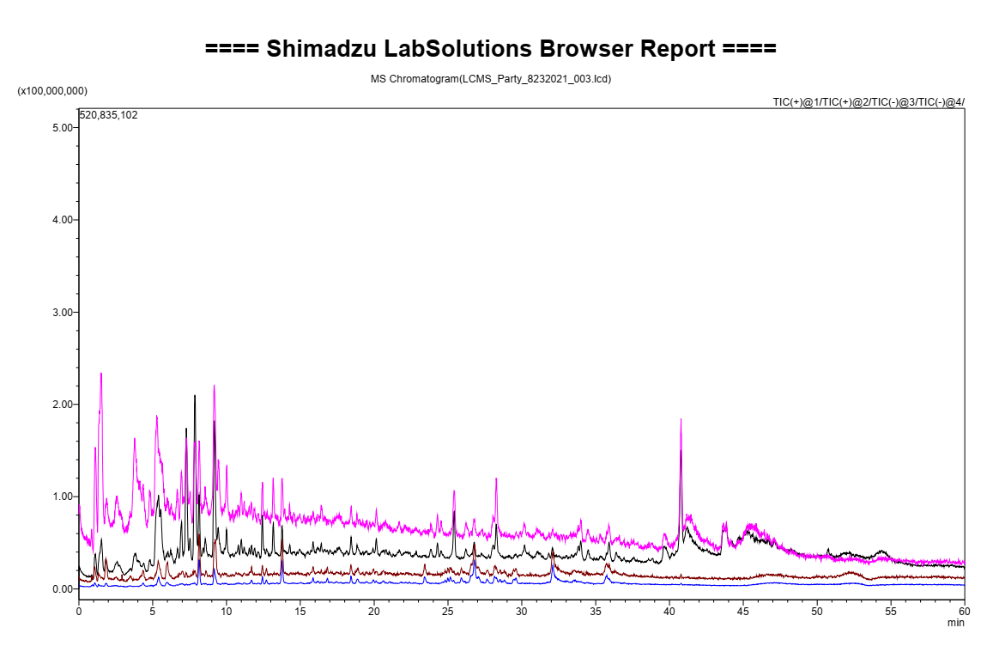 ==== Shimadzu LabSolutions Browser Report ====
MS Chromatogram(LCMS_Party_8232021_003.lcd)
(x100,000,000)
TIC(+)@1/TIC(+)@2/TIC(-)@3/TIC(-)@4/
520,835,102
5.00
4.00
3.00
2.00
1.00
0.00
0 5 10 15 20 25 30 35 40 45 50 55 60
min